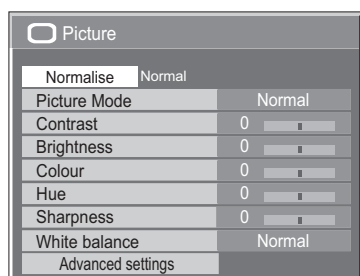 Picture
Normalise Normal
Picture Mode Normal
Contrast 0
Brightness 0
Colour 0
Hue 0
Sharpness 0
White balance Normal
Advanced settings